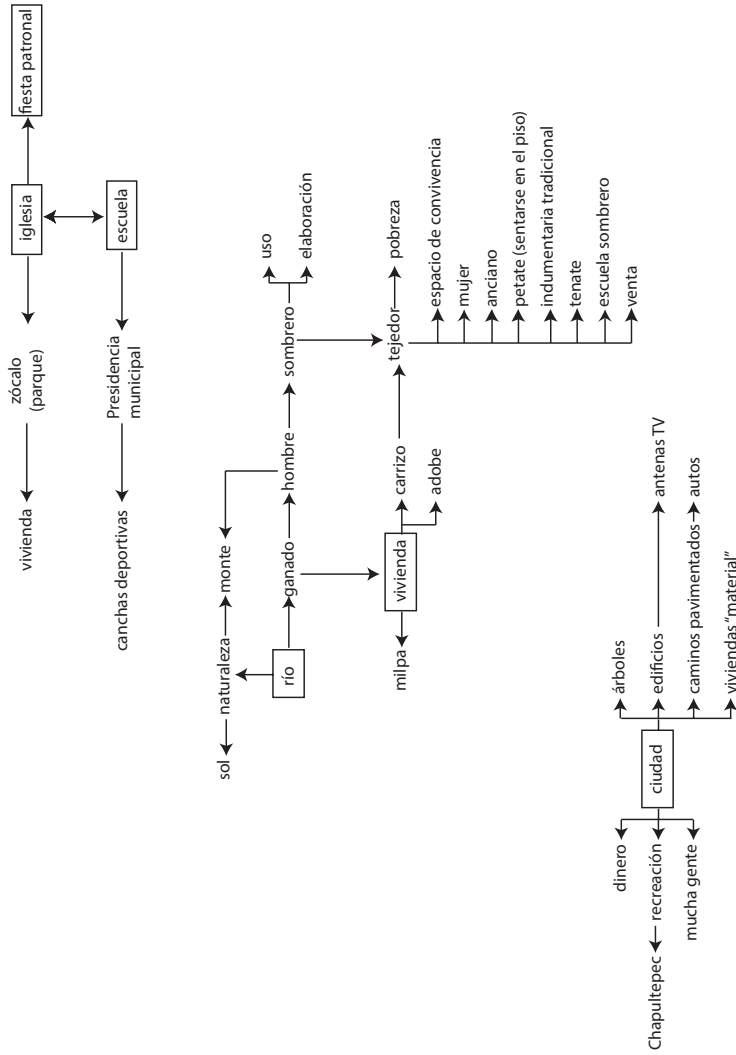 fiesta patronal
iglesia
escuela
zócalo
(parque)
Presidencia
municipal
vivienda
canchas deportivas
uso
elaboración
sombrero
hombre
monte
ganado
naturaleza
río
sol
pobreza
tejedor
carrizo
adobe
vivienda
milpa
espacio de convivencia
mujer
anciano
petate (sentarse en el piso)
indumentaria tradicional
tenate
escuela sombrero
venta
antenas TV
autos
árboles
edificios
caminos pavimentados
viviendas “material”
ciudad
dinero
recreación
mucha gente
Chapultepec